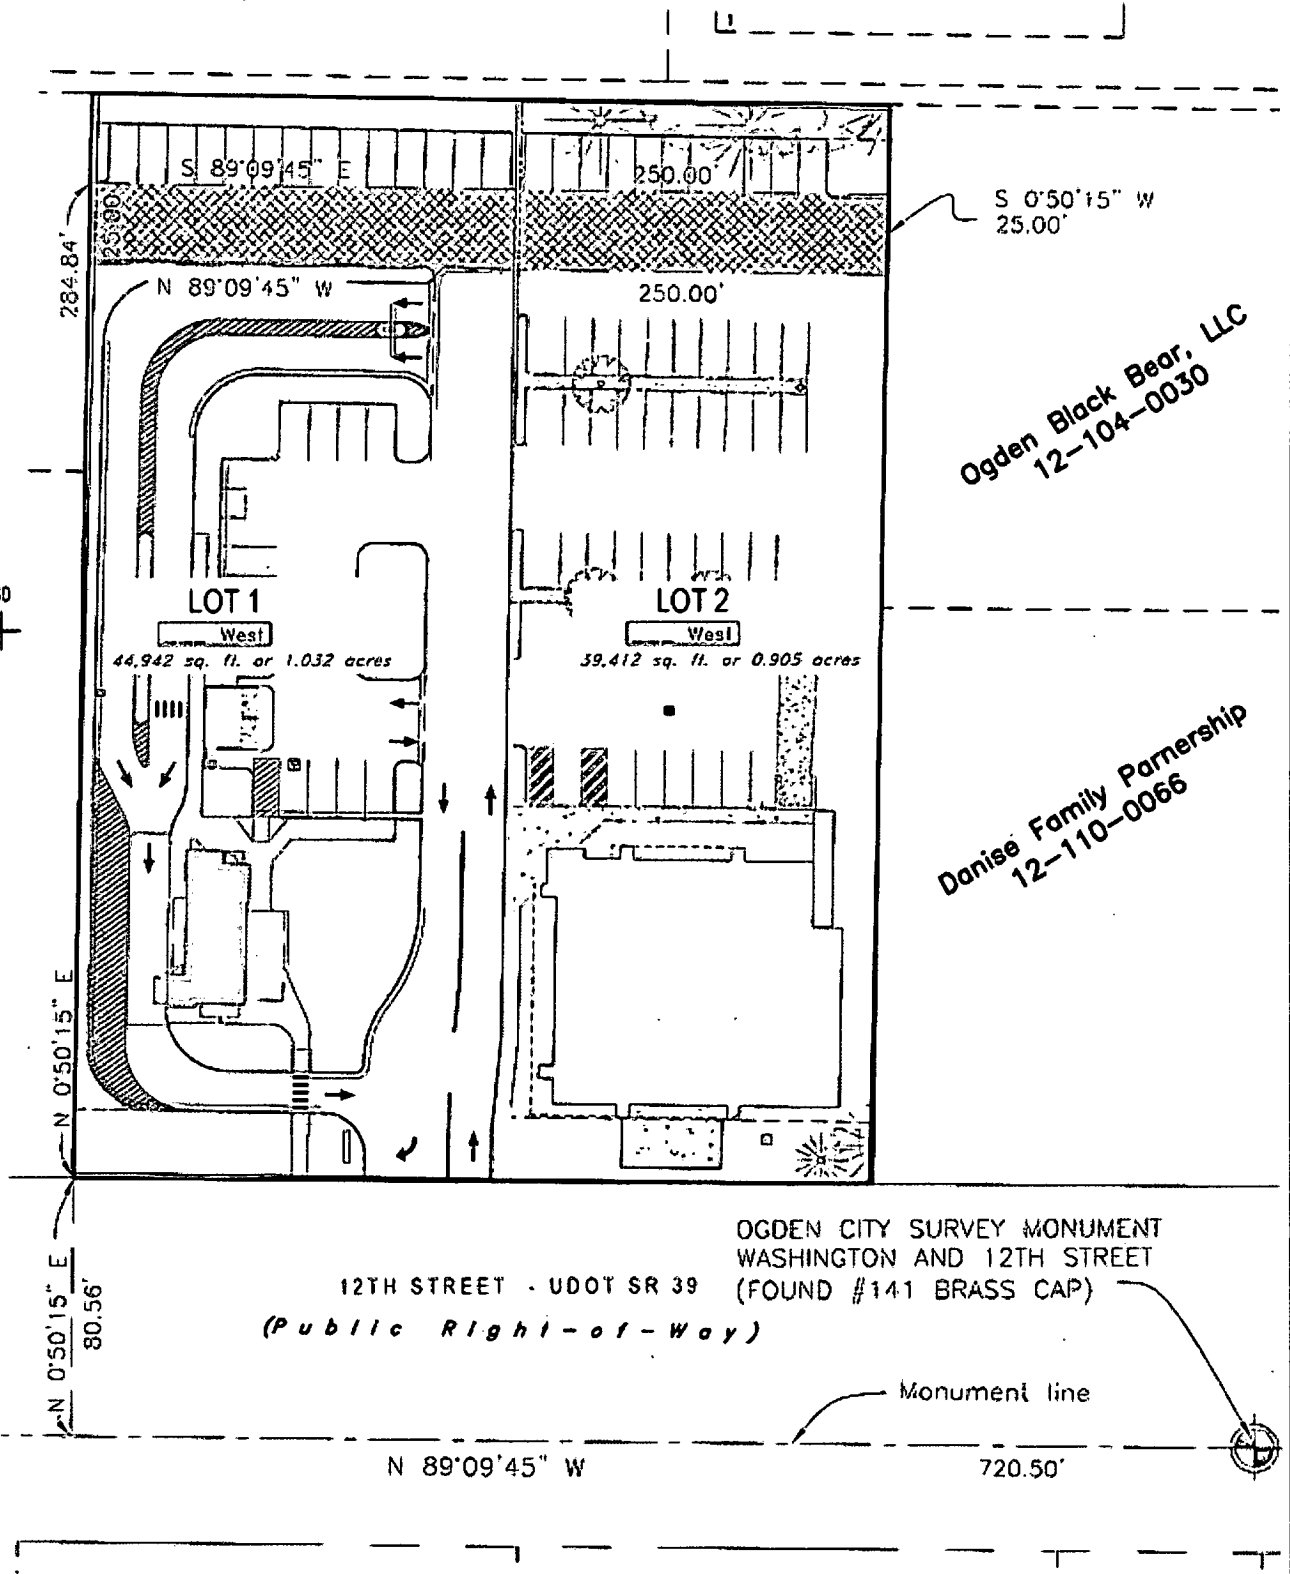 S 89°09'45" E
250.00'
S 0°50'15" W
25.00'
25.00'
284.84'
N 89°09'45" W
250.00'
Ogden Black Bear, LLC
12-104-0030
LOT 1
West
44,942 sq. ft. or 1.032 acres
LOT 2
West
39,412 sq. ft. or 0.905 acres
Danise Family Parnership
12-110-0066
N 0°50'15" E
OGDEN CITY SURVEY MONUMENT
WASHINGTON AND 12TH STREET
(FOUND #141 BRASS CAP)
12TH STREET - UDOT SR 39
(Public Right-of-Way)
N 0°50'15" E
80.56'
Monument line
N 89°09'45" W
720.50'